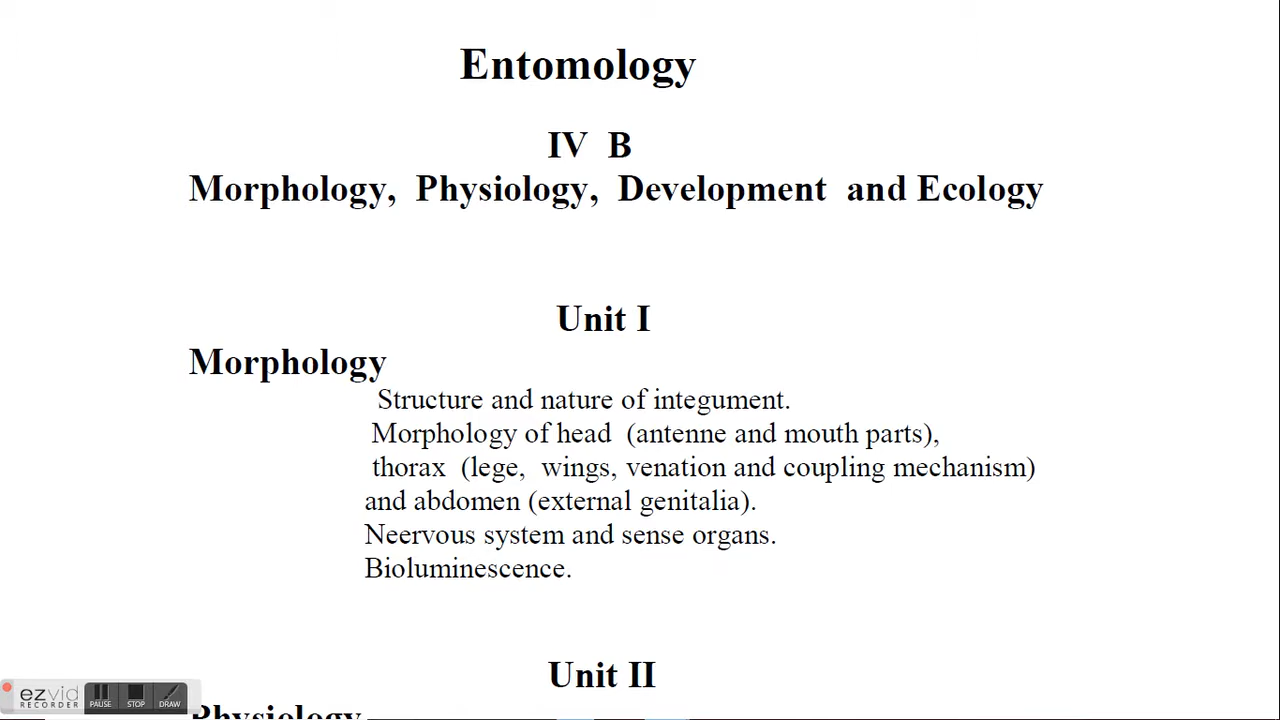 Entomology
IV B
Morphology, Physiology, Development and Ecology
Unit I
Morphology
Structure and nature of integument.
Morphology of head (antenne and mouth parts),
thorax (lege, wings, venation and coupling mechanism)
and abdomen (external genitalia).
Neervous system and sense organs.
Bioluminescence.
Unit II
Physiology
ezvid
RECORDER
PAUSE STOP DRAW